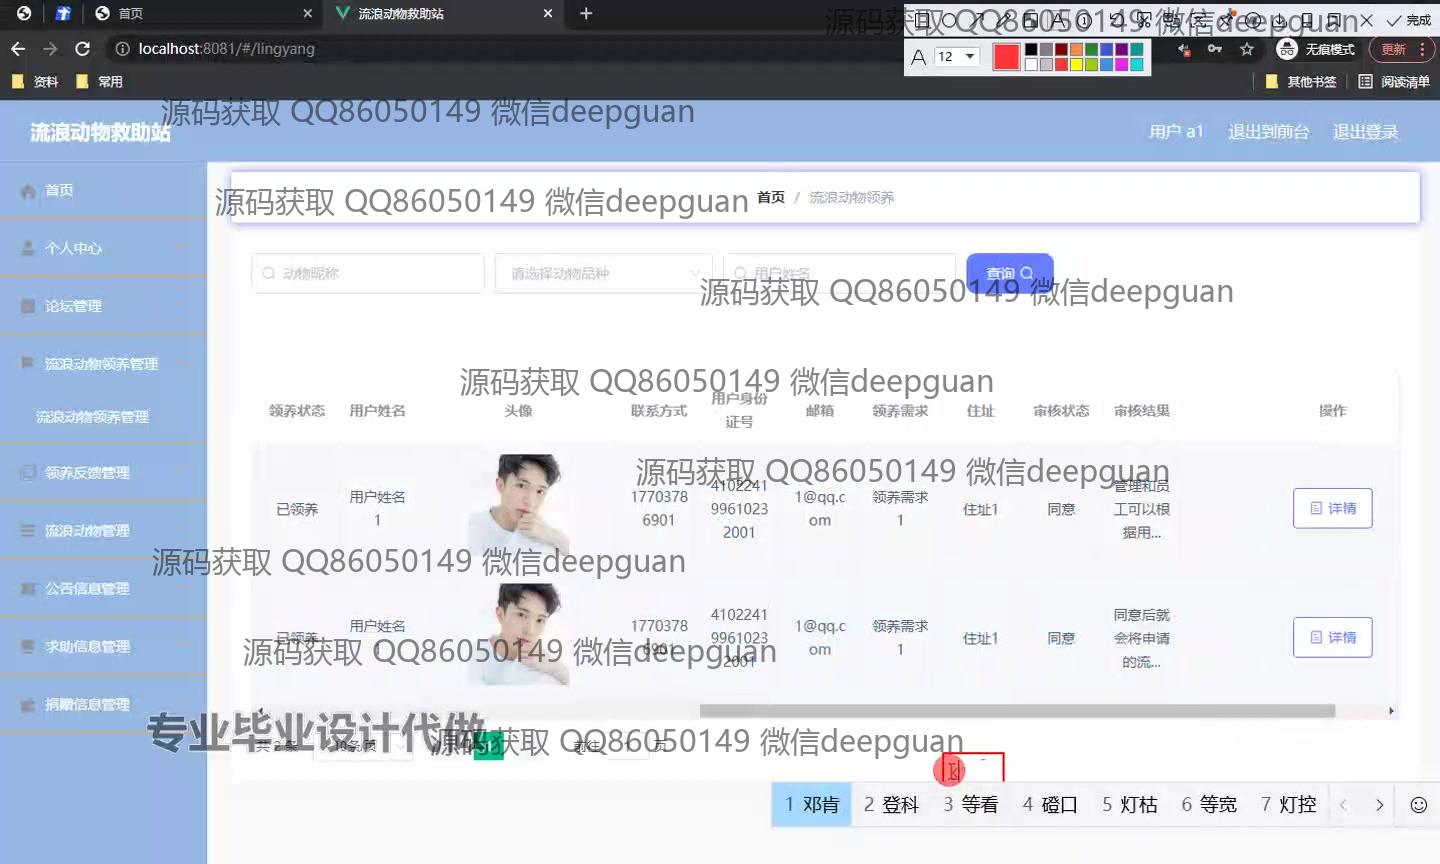 首页
流浪动物救助站
源码获取 QQ86050149 微信deepguan
完成
localhost:8081/#/lingyang
A 12
无痕模式
更新
资料
常用
其他书签
阅读清单
源码获取 QQ86050149 微信deepguan
流浪动物救助站
用户 a1
退出到前台
退出登录
首页
源码获取 QQ86050149 微信deepguan
首页 / 流浪动物领养
个人中心
动物昵称
请选择动物品种
用户姓名
查询
源码获取 QQ86050149 微信deepguan
论坛管理
流浪动物领养管理
源码获取 QQ86050149 微信deepguan
流浪动物领养管理
领养状态
用户姓名
头像
联系方式
用户身份
证号
邮箱
领养需求
住址
审核状态
审核结果
操作
领养反馈管理
源码获取 QQ86050149 微信deepguan
已领养
用户姓名
1
1770378
6901
4102241
9961023
2001
1@qq.c
om
领养需求
1
住址1
同意
管理和员
工可以根
据用...
详情
流浪动物管理
源码获取 QQ86050149 微信deepguan
公告信息管理
已领养
用户姓名
1770378
6901
4102241
9961023
2001
1@qq.c
om
领养需求
1
住址1
同意
同意后就
会将申请
的流...
详情
求助信息管理
源码获取 QQ86050149 微信deepguan
捐赠信息管理
专业毕业设计代做
共 2 条
10条/页
源码获取 QQ86050149 微信deepguan
前往
页
1 邓肯 2 登科 3 等看 4 磴口 5 灯枯 6 等宽 7 灯控